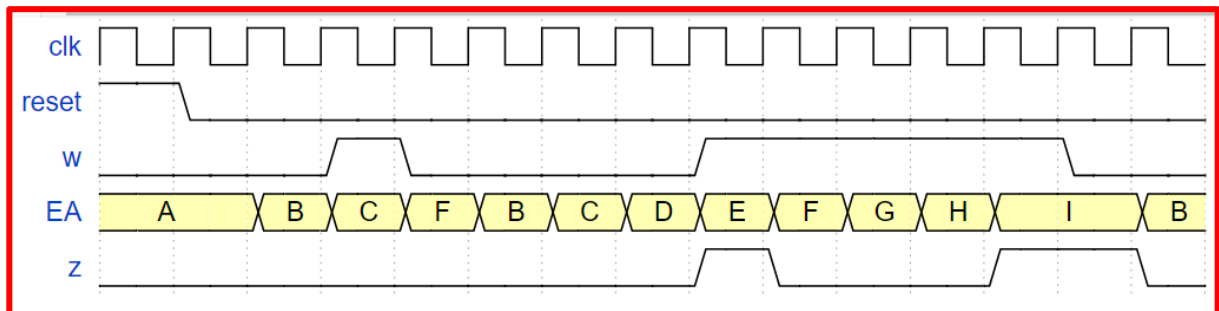 clk
reset
w
EA A B C F B C D E F G H I B
z